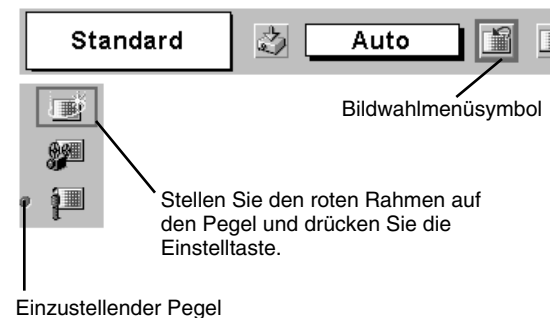 Standard
Auto
Bildwahlmenüsymbol
Stellen Sie den roten Rahmen auf
den Pegel und drücken Sie die
Einstelltaste.
Einzustellender Pegel